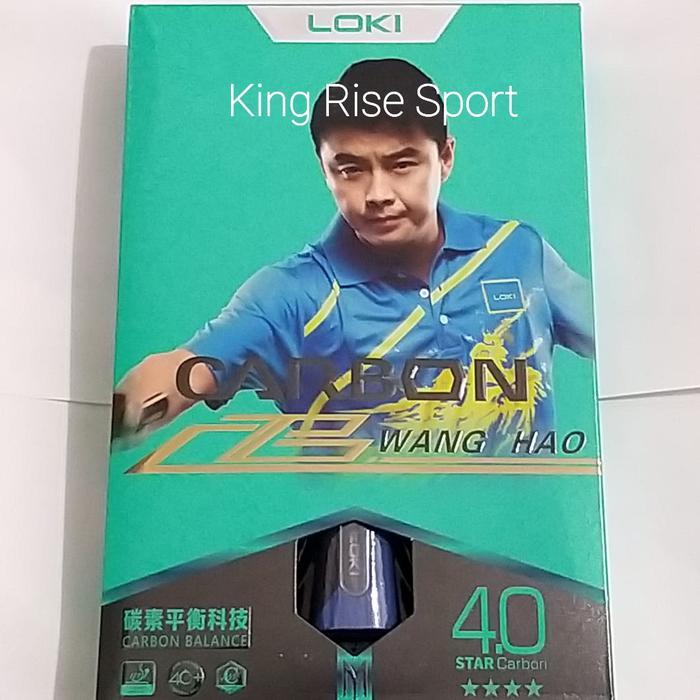 LOKI
King Rise Sport
LOKI
CARBON
WANG HAO
LOKI
碳素平衡科技
CARBON BALANCE
4.0
STAR Carbon
40+